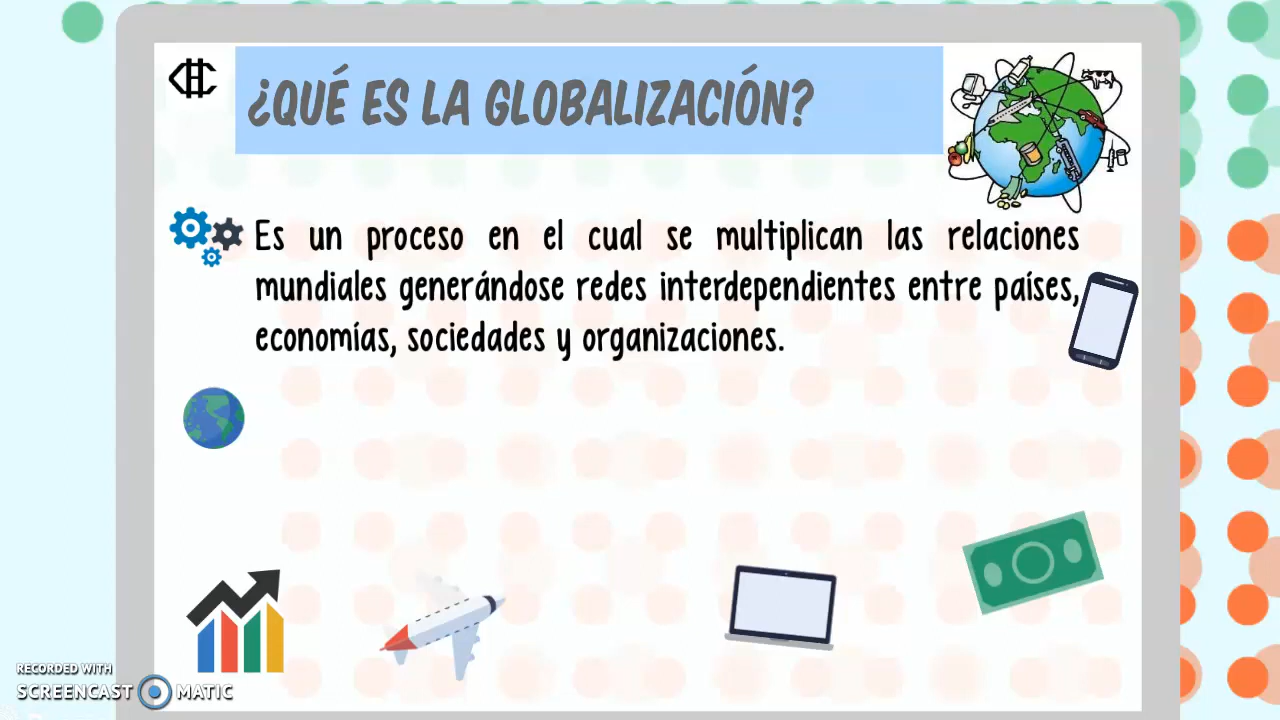 ¿QUÉ ES LA GLOBALIZACIÓN?
Es un proceso en el cual se multiplican las relaciones
mundiales generándose redes interdependientes entre países,
economías, sociedades y organizaciones.
RECORDED WITH
SCREENCAST MATIC